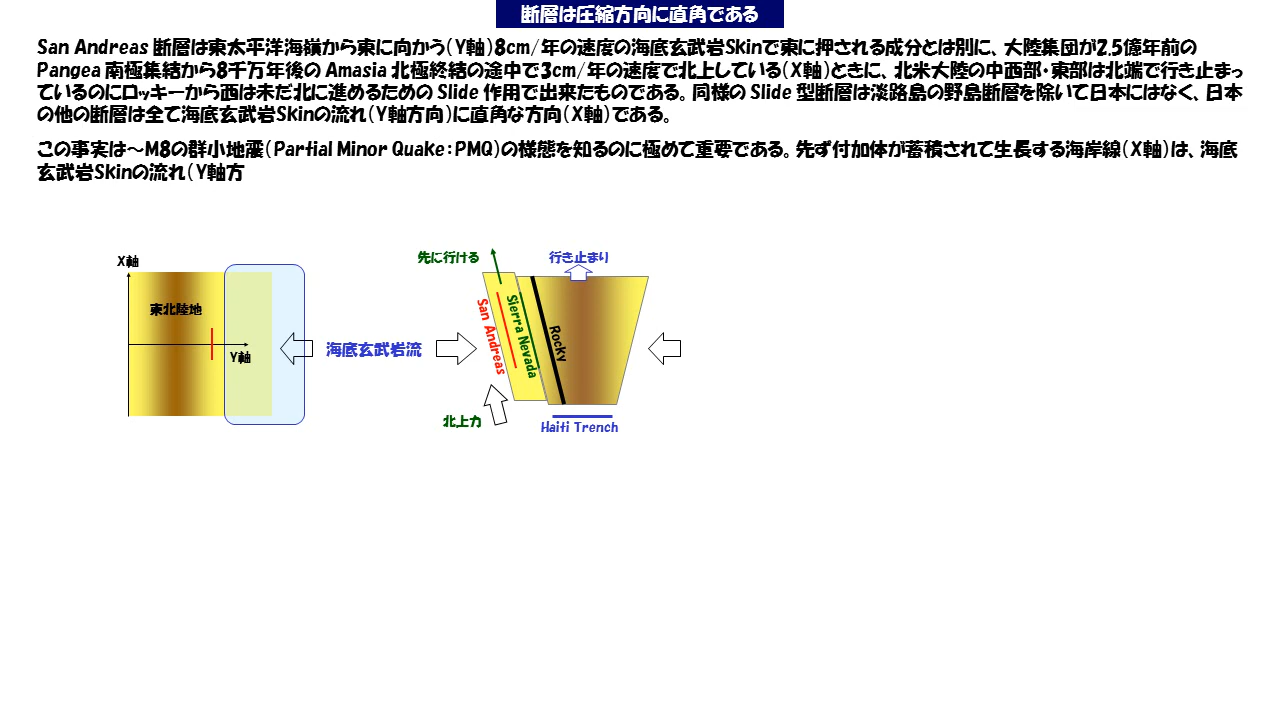 断層は圧縮方向に直角である
San Andreas 断層は東太平洋海嶺から東に向かう(Y軸)8cm/年の速度の海底玄武岩Skinで東に押される成分とは別に、大陸集団が2.5億年前の
Pangea 南極集結から8千万年後の Amasia 北極終結の途中で3cm/年の速度で北上している(X軸)ときに、北米大陸の中西部・東部は北端で行き止まっ
ているのにロッキーから西は未だ北に進めるための Slide 作用で出来たものである。同様の Slide 型断層は淡路島の野島断層を除いて日本にはなく、日本
の他の断層は全て海底玄武岩Skinの流れ(Y軸方向)に直角な方向(X軸)である。
この事実は～M8の群小地震(Partial Minor Quake:PMQ)の様態を知るのに極めて重要である。先ず付加体が蓄積されて生長する海岸線(X軸)は、海底
玄武岩Skinの流れ(Y軸方
X軸
東北陸地
Y軸
海底玄武岩流
先に行ける
行き止まり
San Andreas
Sierra Nevada
Rocky
北上力
Haiti Trench